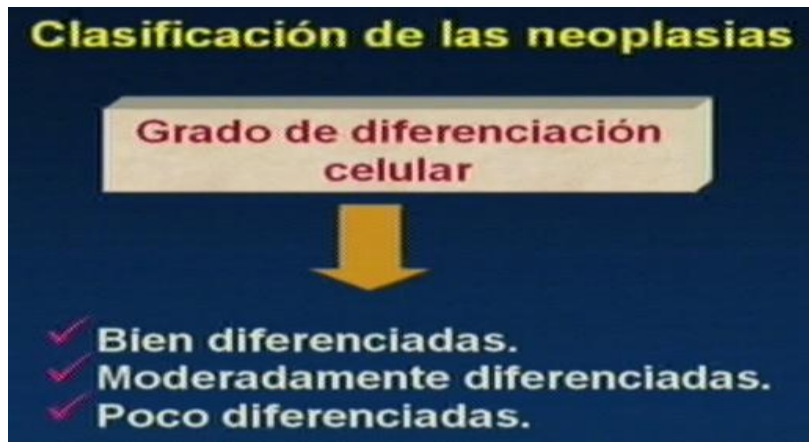 Clasificación de las neoplasias
Grado de diferenciación
celular
Bien diferenciadas.
Moderadamente diferenciadas.
Poco diferenciadas.